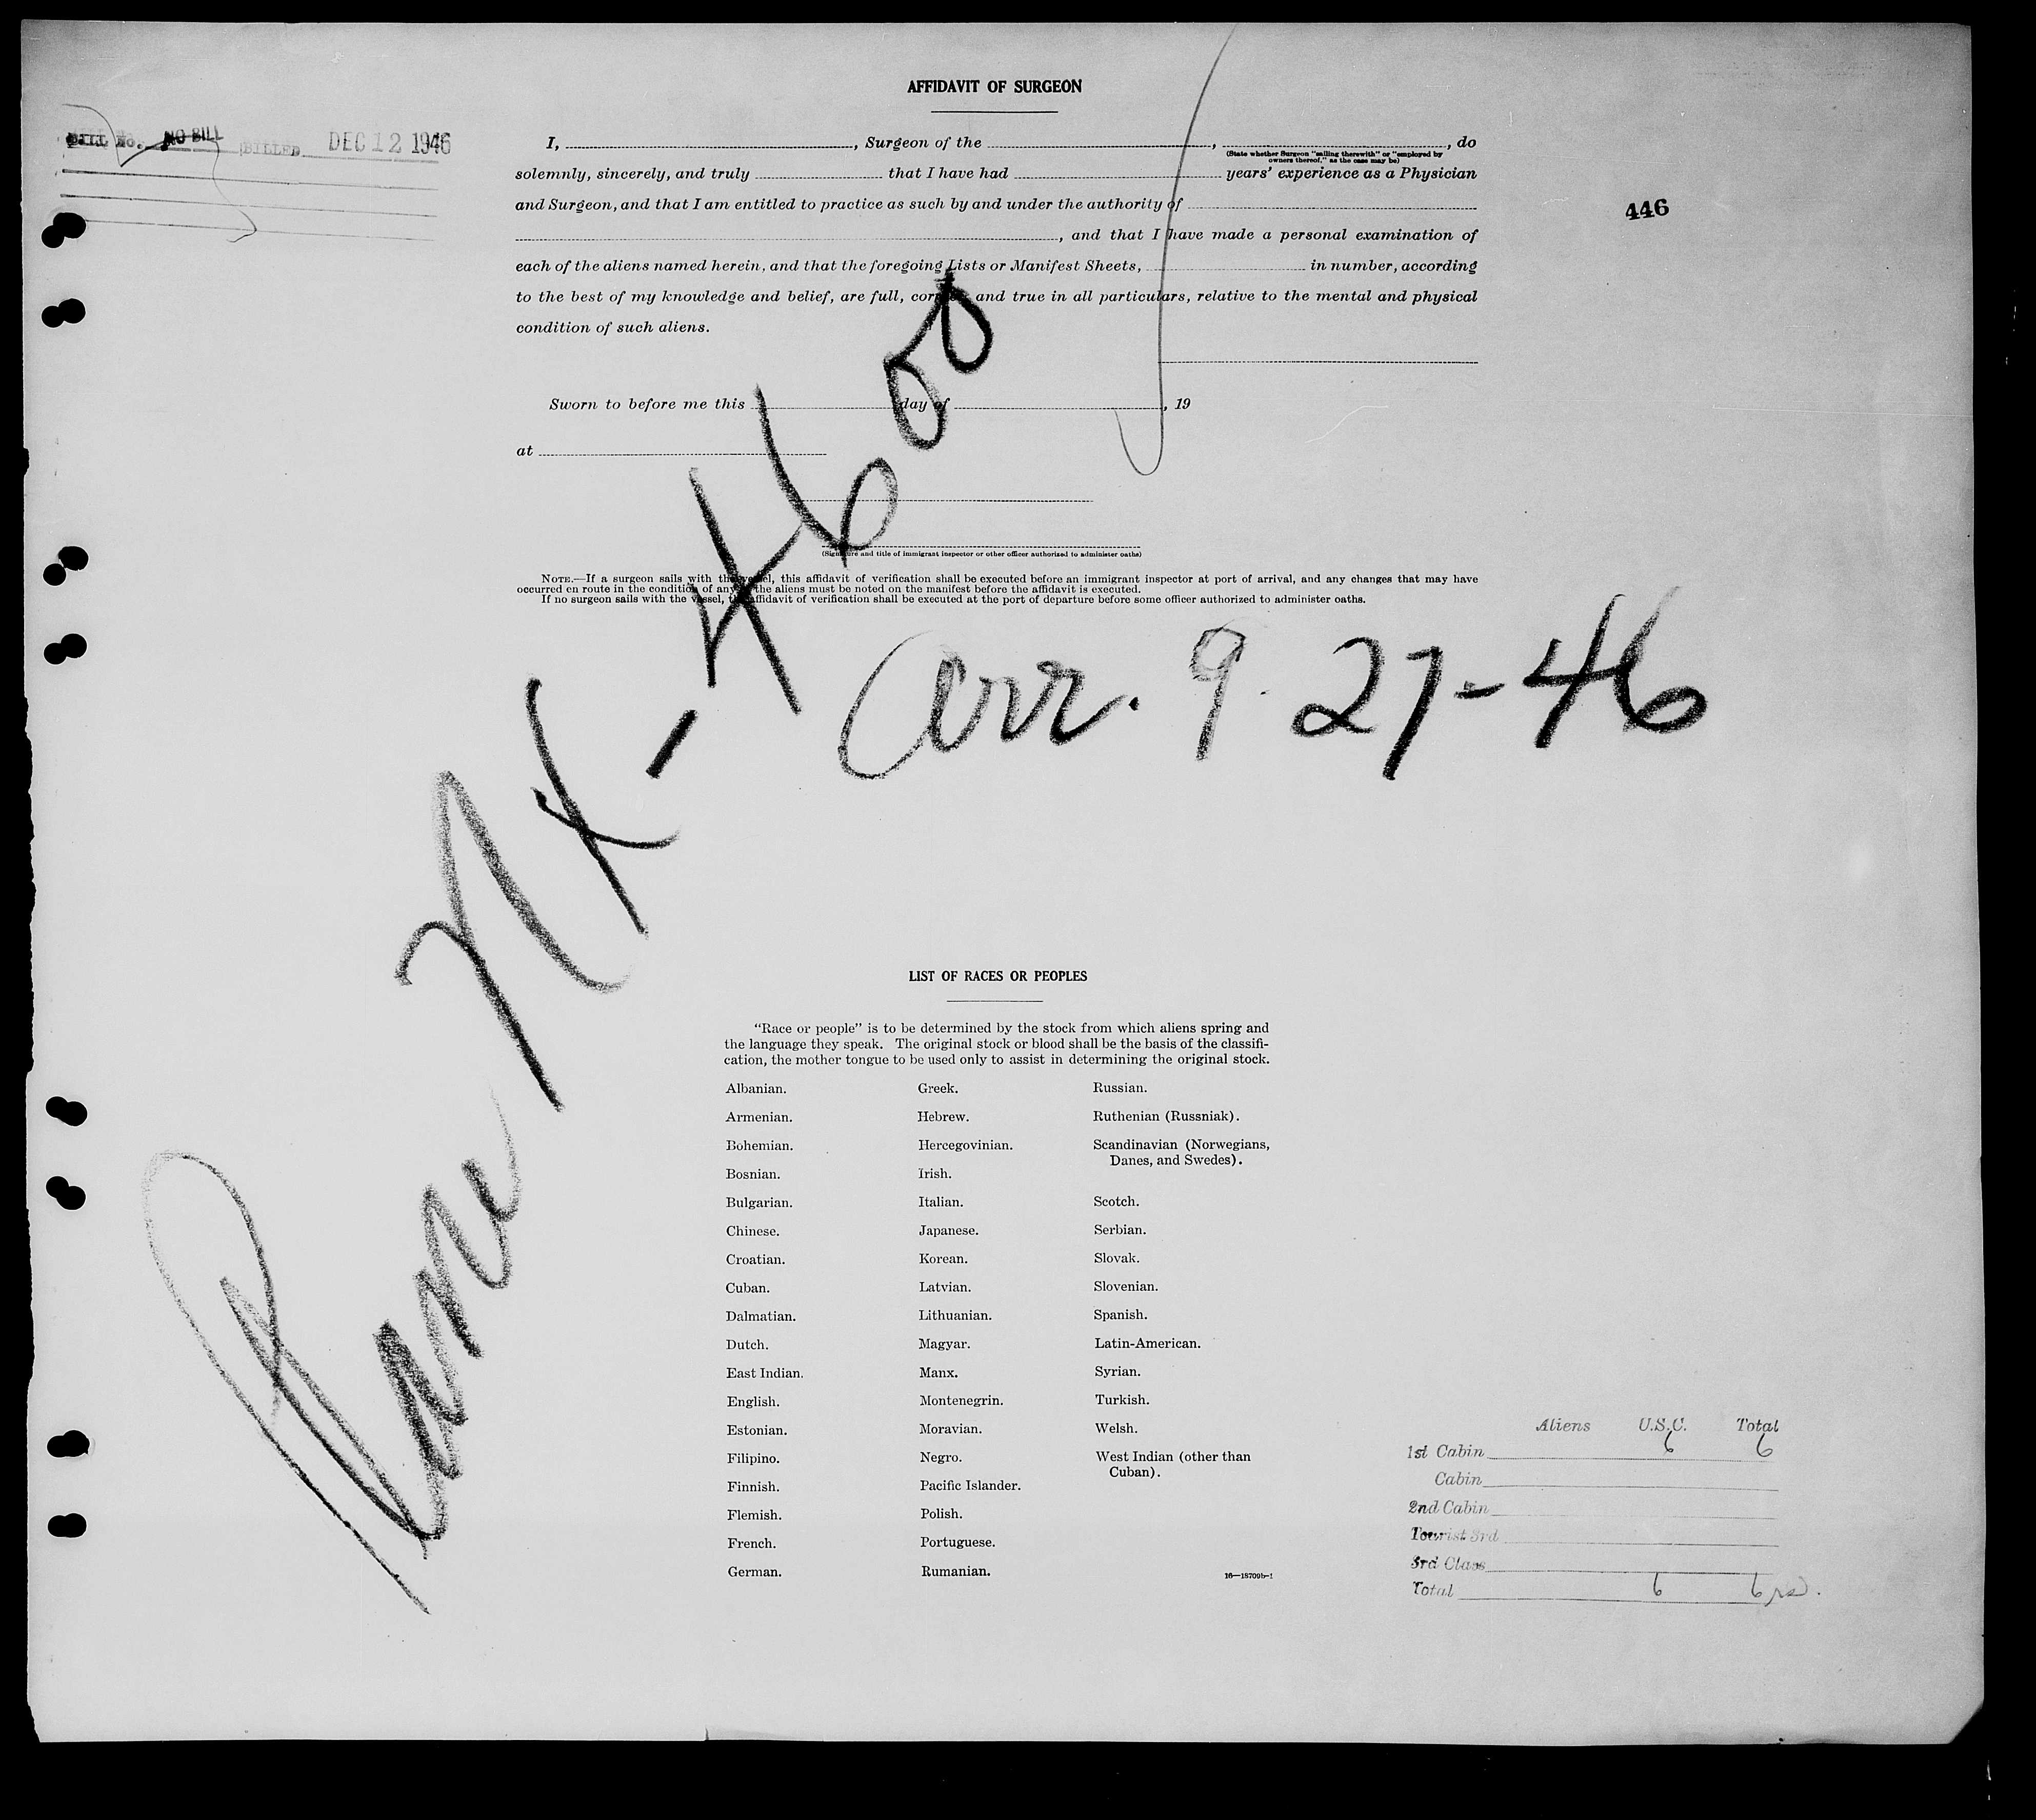 AFFIDAVIT OF SURGEON
BILL No. NO BILL BILLED DEC 12 1946
I, , Surgeon of the , , do
(State whether Surgeon "sailing therewith" or "employed by
owners thereof," as the case may be)
solemnly, sincerely, and truly that I have had years' experience as a Physician
and Surgeon, and that I am entitled to practice as such by and under the authority of
446
, and that I have made a personal examination of
each of the aliens named herein, and that the foregoing Lists or Manifest Sheets, in number, according
to the best of my knowledge and belief, are full, correct, and true in all particulars, relative to the mental and physical
condition of such aliens.
Sworn to before me this day of , 19
at
(Signature and title of immigrant inspector or other officer authorized to administer oaths)
NOTE.—If a surgeon sails with the vessel, this affidavit of verification shall be executed before an immigrant inspector at port of arrival, and any changes that may have
occurred en route in the condition of any of the aliens must be noted on the manifest before the affidavit is executed.
If no surgeon sails with the vessel, the affidavit of verification shall be executed at the port of departure before some officer authorized to administer oaths.
Plane NX-4600
Arr. 9-27-46
LIST OF RACES OR PEOPLES
"Race or people" is to be determined by the stock from which aliens spring and
the language they speak. The original stock or blood shall be the basis of the classifi-
cation, the mother tongue to be used only to assist in determining the original stock.
Albanian. Greek. Russian.
Armenian. Hebrew. Ruthenian (Russniak).
Bohemian. Hercegovinian. Scandinavian (Norwegians,
Danes, and Swedes).
Bosnian. Irish.
Bulgarian. Italian. Scotch.
Chinese. Japanese. Serbian.
Croatian. Korean. Slovak.
Cuban. Latvian. Slovenian.
Dalmatian. Lithuanian. Spanish.
Dutch. Magyar. Latin-American.
East Indian. Manx. Syrian.
English. Montenegrin. Turkish.
Estonian. Moravian. Welsh.
Filipino. Negro. West Indian (other than
Cuban).
Finnish. Pacific Islander.
Flemish. Polish.
French. Portuguese.
German. Rumanian.
16—18709b-1
Aliens U.S.C. Total
1st Cabin 6 6
Cabin
2nd Cabin
Tourist 3rd
3rd Class
Total 6 6